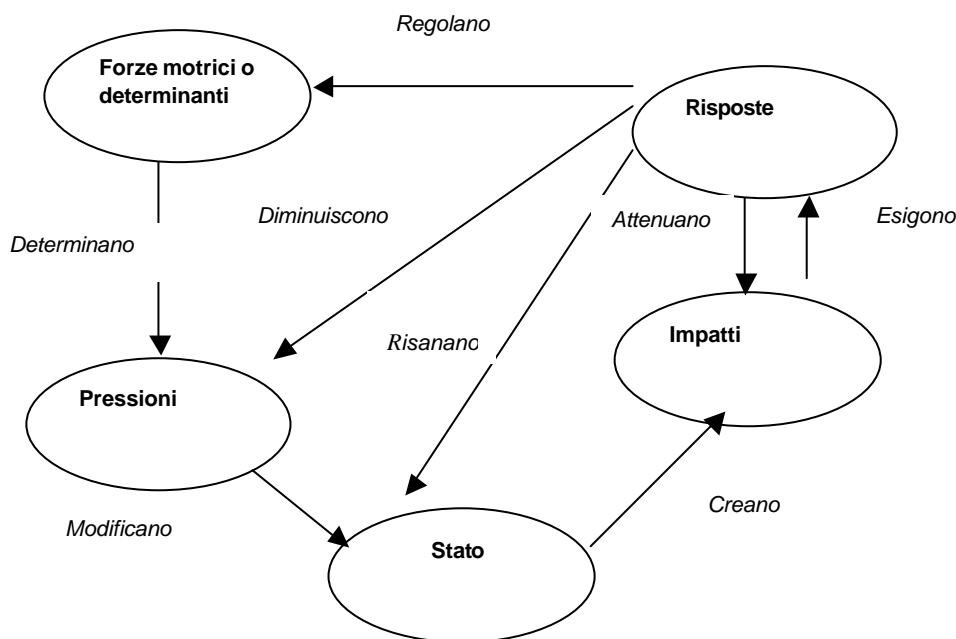 Regolano
Forze motrici o
determinanti
Risposte
Diminuiscono
Attenuano
Esigono
Determinano
Risanano
Impatti
Pressioni
Creano
Modificano
Stato